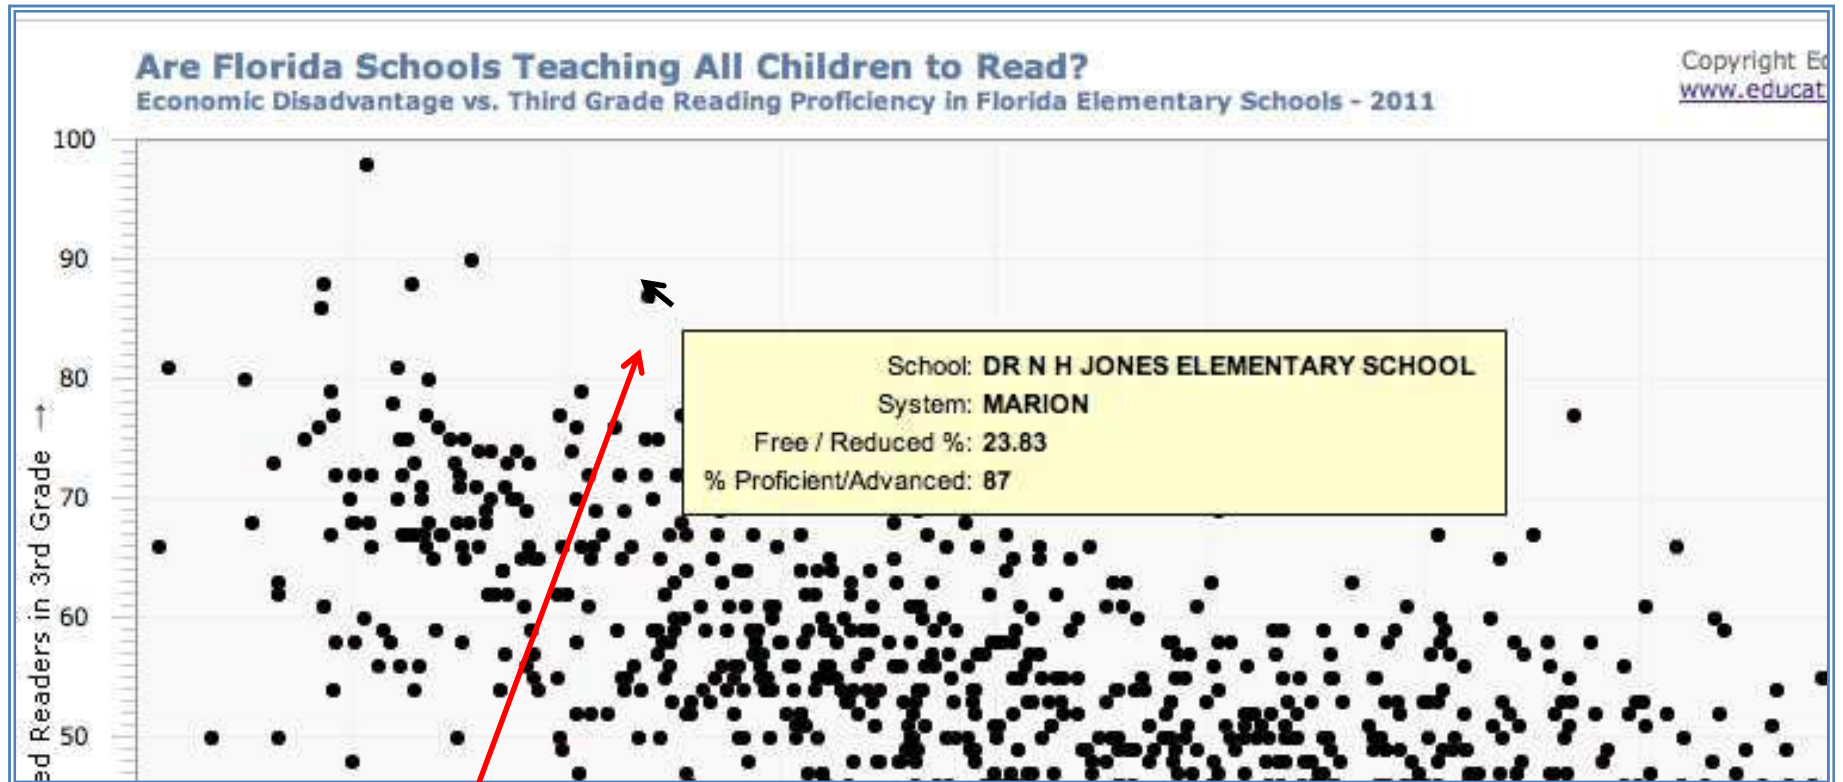 Are Florida Schools Teaching All Children to Read?
Economic Disadvantage vs. Third Grade Reading Proficiency in Florida Elementary Schools - 2011
Copyright
www.educat
100
90
80
70
60
50
ed Readers in 3rd Grade →
School: DR N H JONES ELEMENTARY SCHOOL
System: MARION
Free / Reduced %: 23.83
% Proficient/Advanced: 87